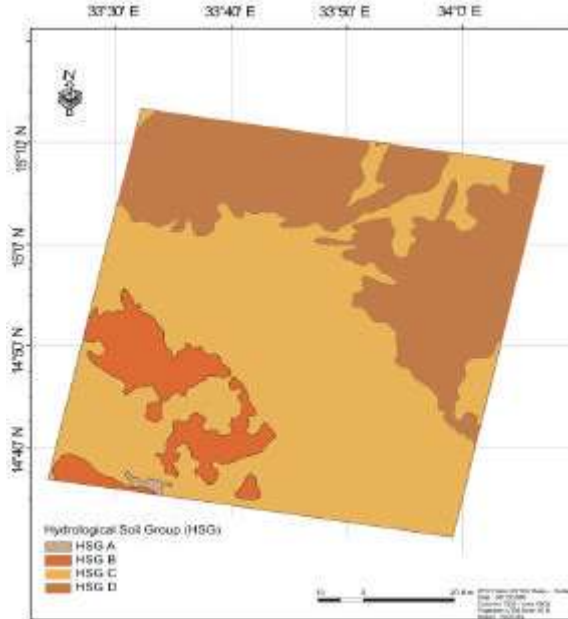 33°30' E 33°40' E 33°50' E 34°0' E
N
15°10' N
15°0' N
14°50' N
14°40' N
Hydrological Soil Group (HSG)
HSG A
HSG B
HSG C
HSG D